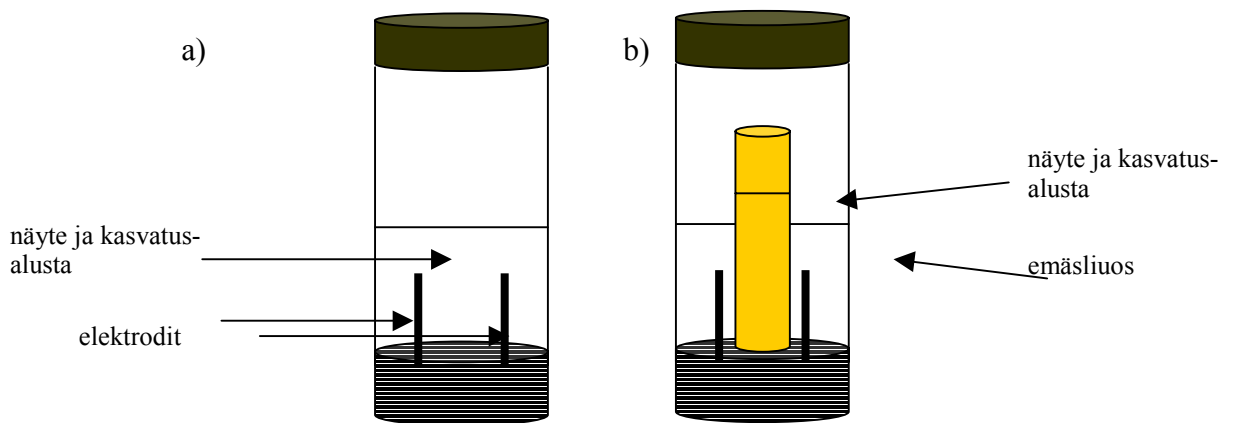 a)
näyte ja kasvatus-
alusta
elektrodit
b)
näyte ja kasvatus-
alusta
emäsliuos